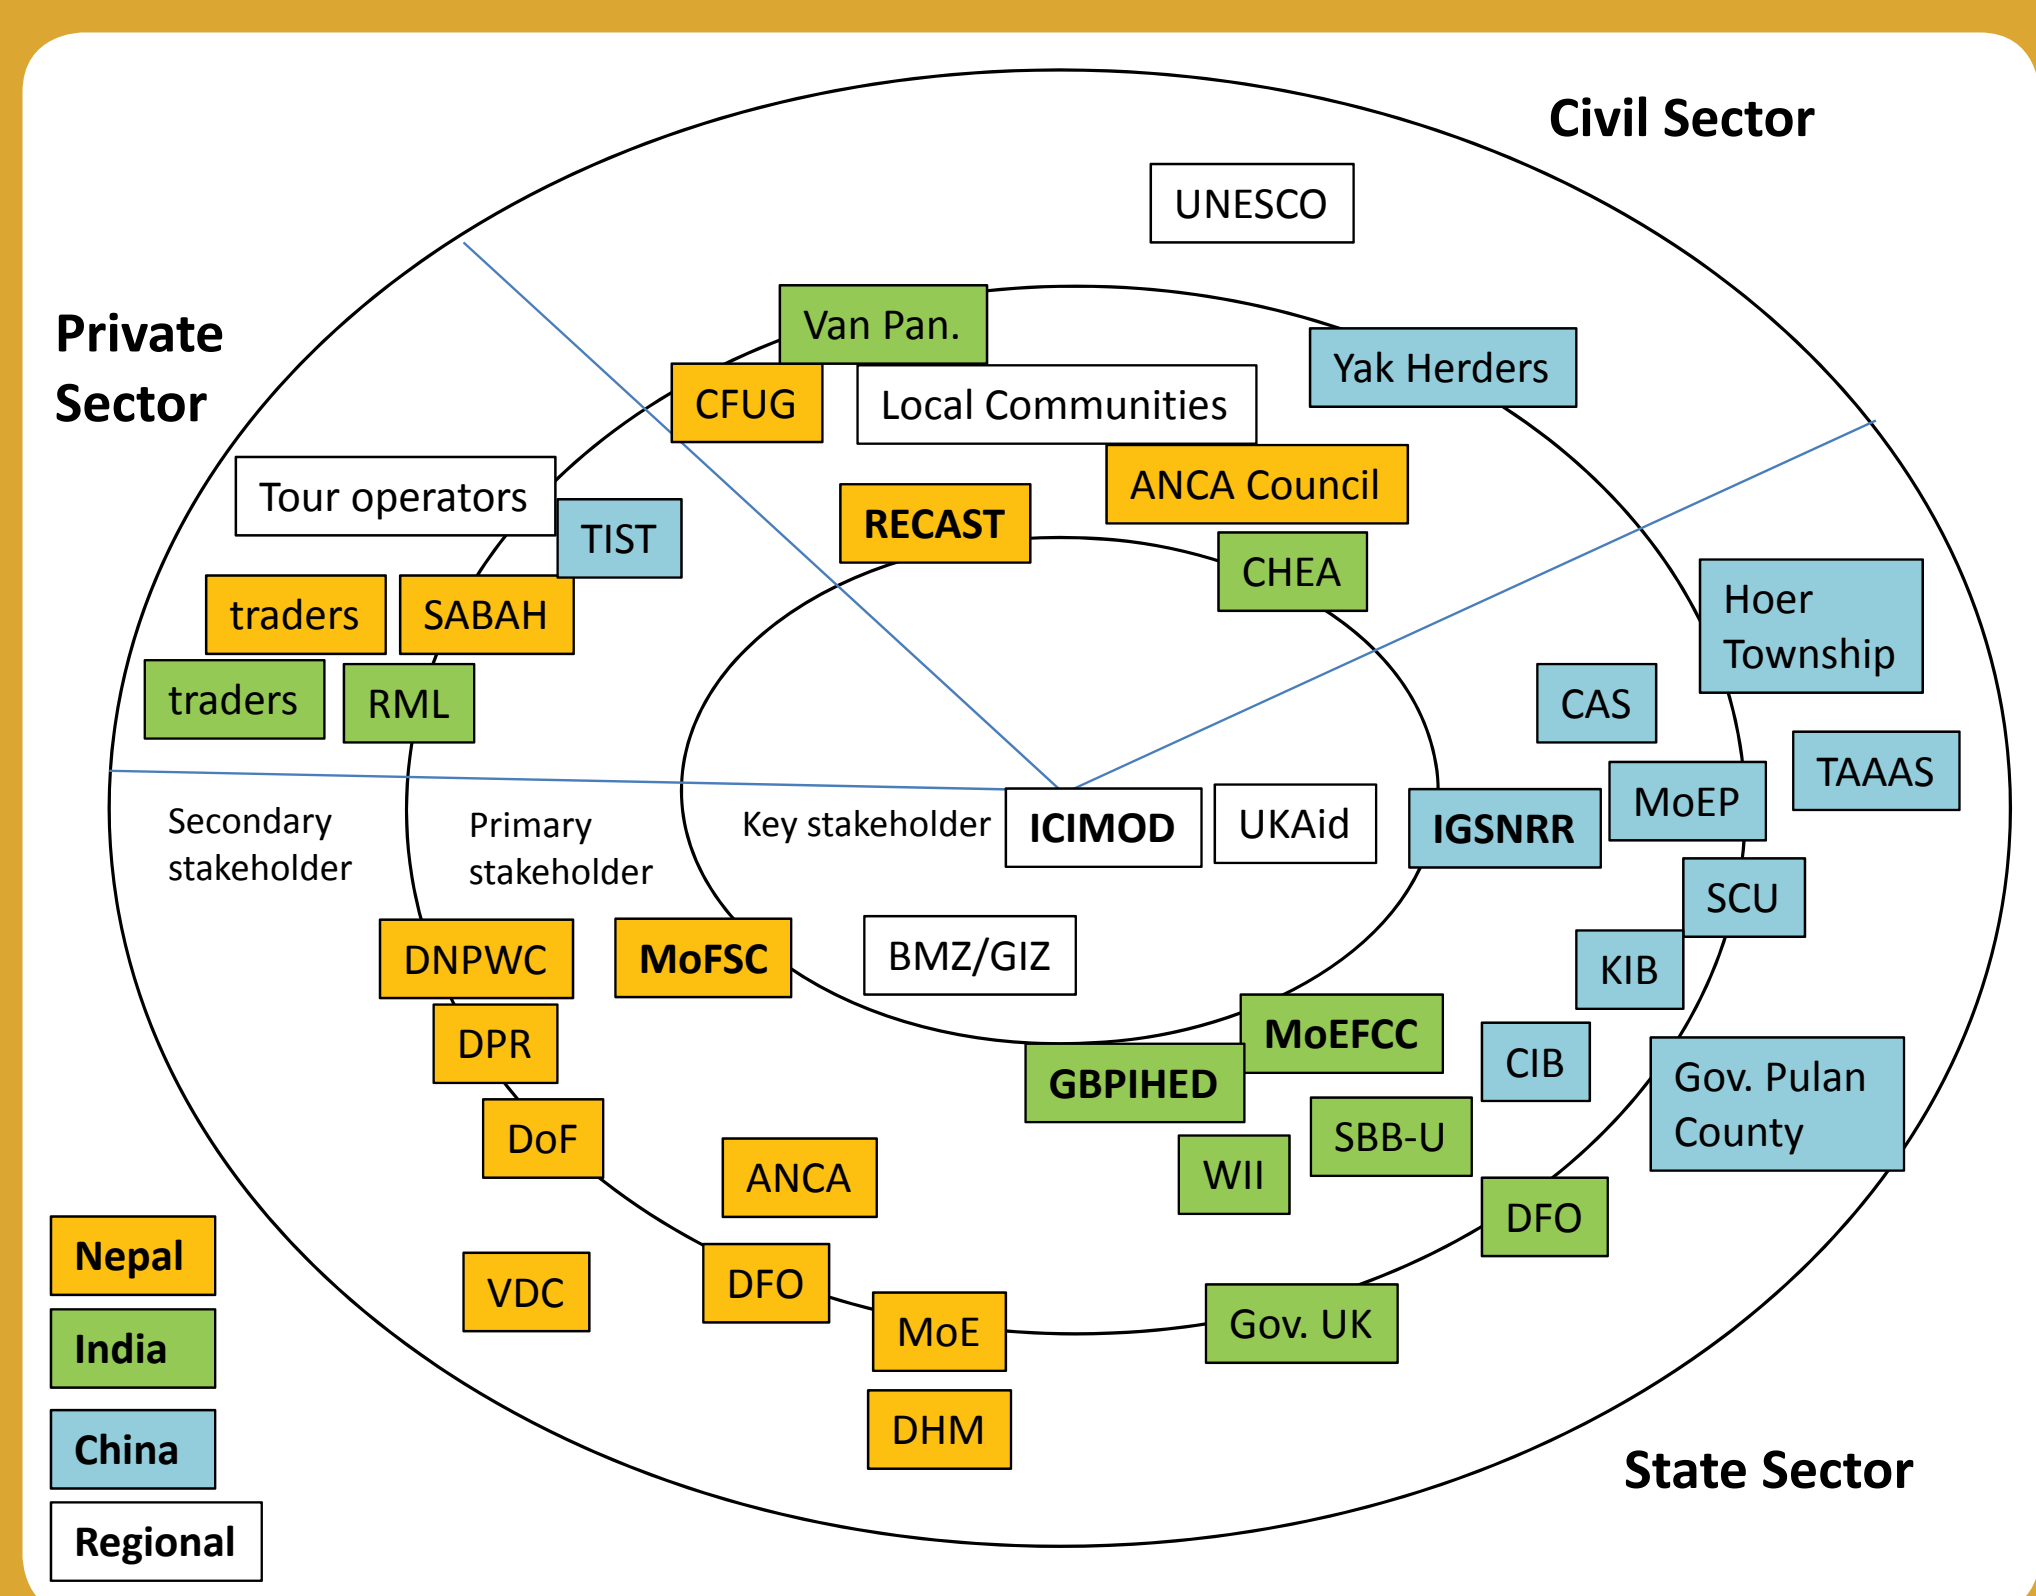 Civil Sector
UNESCO
Private
Sector
Van Pan.
Yak Herders
CFUG
Local Communities
Tour operators
ANCA Council
RECAST
TIST
CHEA
traders
SABAH
Hoer
Township
traders
RML
CAS
TAAAS
MoEP
Secondary
stakeholder
Primary
stakeholder
Key stakeholder
ICIMOD
UKAid
IGSNRR
SCU
DNPWC
MoFSC
BMZ/GIZ
KIB
DPR
MoEFCC
CIB
GBPIHED
Gov. Pulan
County
DoF
SBB-U
ANCA
WII
DFO
Nepal
VDC
DFO
MoE
Gov. UK
India
DHM
China
State Sector
Regional